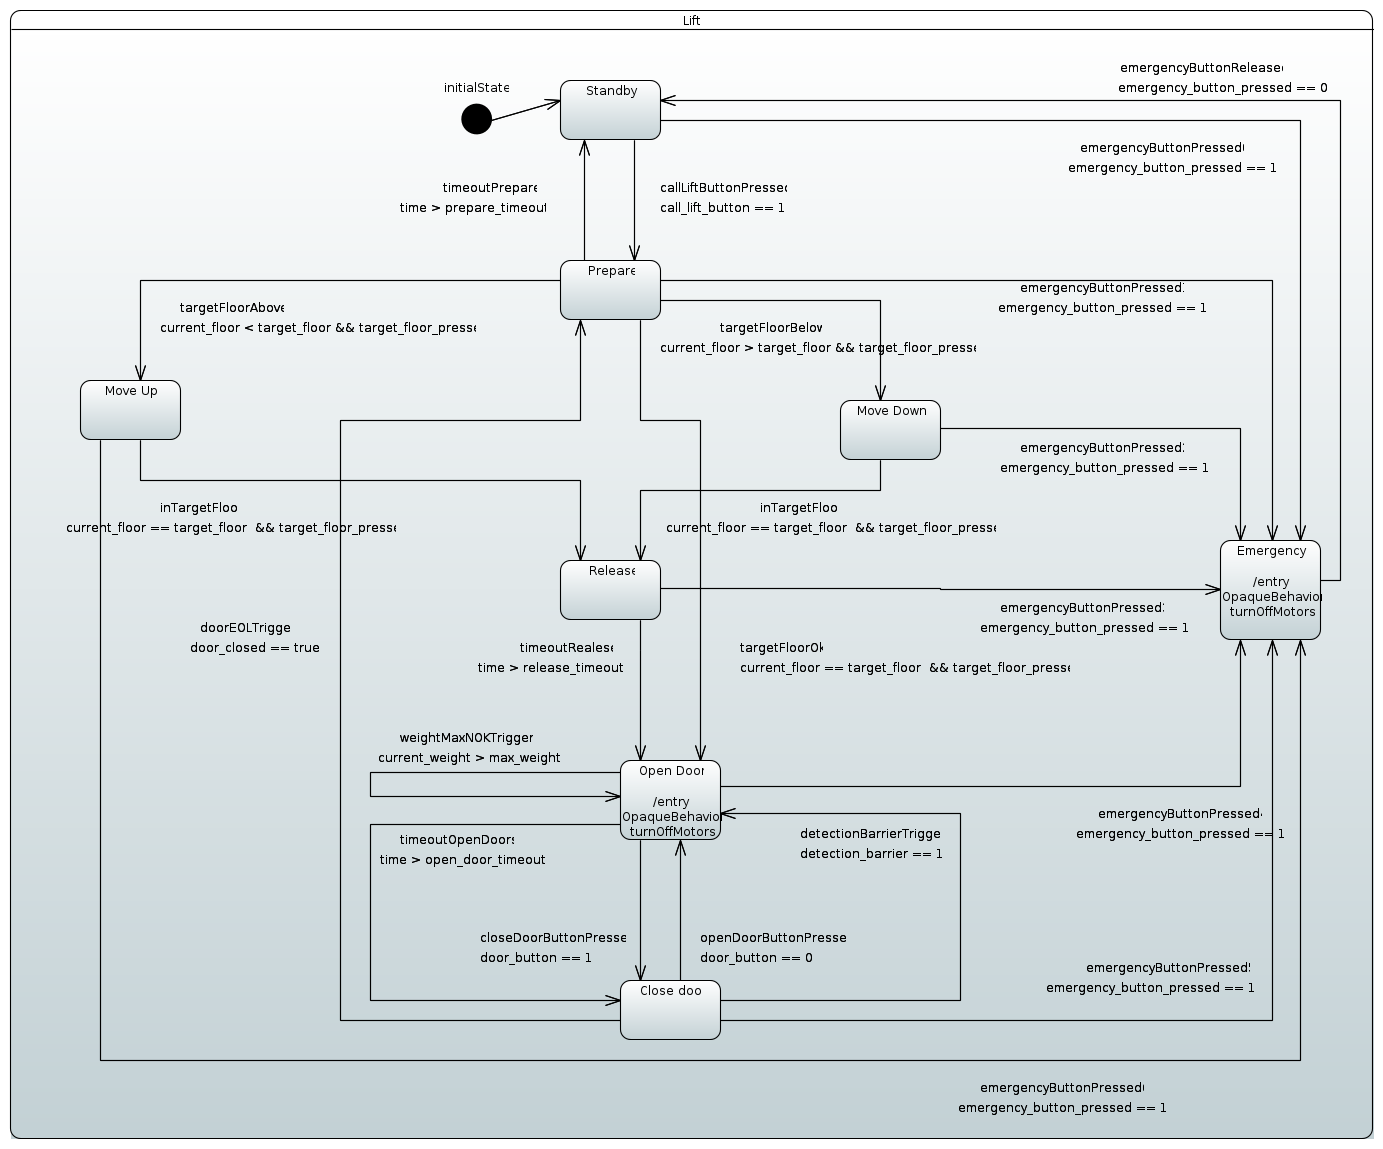 Lift
emergencyButtonRelease
emergency_button_pressed == 0
initialState
Standby
emergencyButtonPressed
emergency_button_pressed == 1
timeoutPrepare
time > prepare_timeout
callLiftButtonPressed
call_lift_button == 1
Prepare
emergencyButtonPressed
emergency_button_pressed == 1
targetFloorAbove
current_floor < target_floor && target_floor_presse
targetFloorBelow
current_floor > target_floor && target_floor_presse
Move Up
Move Down
emergencyButtonPressed
emergency_button_pressed == 1
inTargetFloo
current_floor == target_floor && target_floor_presse
inTargetFloo
current_floor == target_floor && target_floor_presse
Emergency
/entry
OpaqueBehavior
turnOffMotors
Release
emergencyButtonPressed
emergency_button_pressed == 1
doorEOLTrigge
door_closed == true
timeoutRealese
time > release_timeout
targetFloorOk
current_floor == target_floor && target_floor_presse
weightMaxNOKTrigger
current_weight > max_weight
Open Door
/entry
OpaqueBehavior
turnOffMotors
emergencyButtonPressed
emergency_button_pressed == 1
timeoutOpenDoors
time > open_door_timeout
detectionBarrierTrigge
detection_barrier == 1
closeDoorButtonPresse
door_button == 1
openDoorButtonPresse
door_button == 0
emergencyButtonPressed
emergency_button_pressed == 1
Close doo
emergencyButtonPressed
emergency_button_pressed == 1